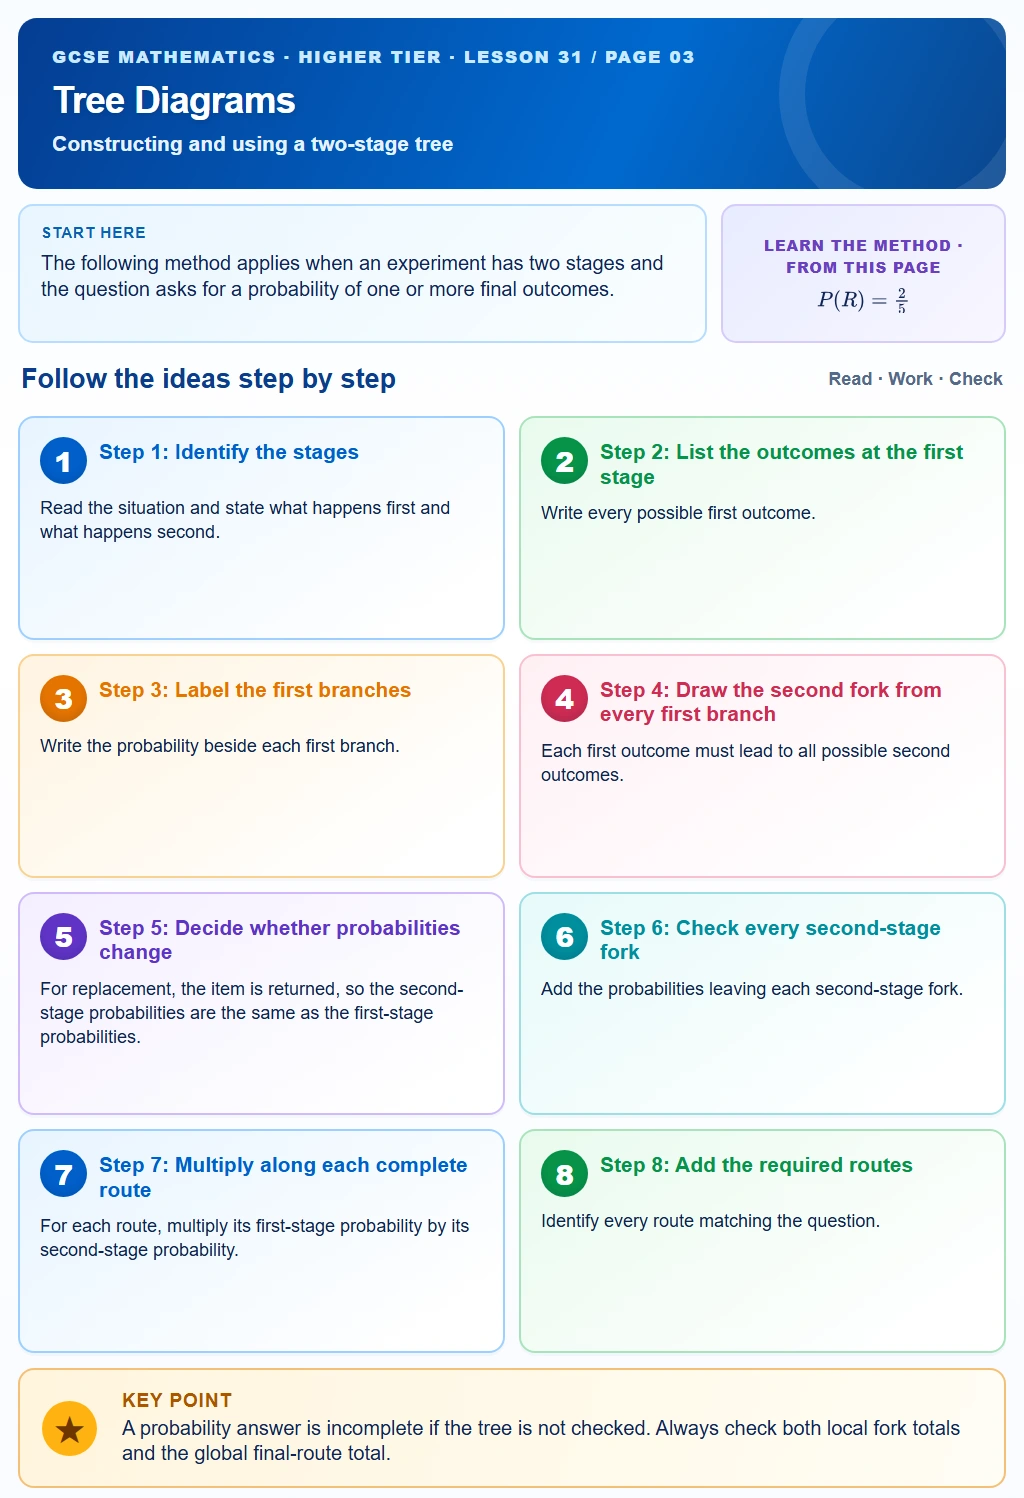 GCSE MATHEMATICS · HIGHER TIER · LESSON 31 / PAGE 03
Tree Diagrams
Constructing and using a two-stage tree
START HERE
The following method applies when an experiment has two stages and
the question asks for a probability of one or more final outcomes.
LEARN THE METHOD ·
FROM THIS PAGE
P(R) = 2/5
Follow the ideas step by step
Read · Work · Check
1
Step 1: Identify the stages
Read the situation and state what happens first and
what happens second.
2
Step 2: List the outcomes at the first
stage
Write every possible first outcome.
3
Step 3: Label the first branches
Write the probability beside each first branch.
4
Step 4: Draw the second fork from
every first branch
Each first outcome must lead to all possible second
outcomes.
5
Step 5: Decide whether probabilities
change
For replacement, the item is returned, so the second-
stage probabilities are the same as the first-stage
probabilities.
6
Step 6: Check every second-stage
fork
Add the probabilities leaving each second-stage fork.
7
Step 7: Multiply along each complete
route
For each route, multiply its first-stage probability by its
second-stage probability.
8
Step 8: Add the required routes
Identify every route matching the question.
KEY POINT
A probability answer is incomplete if the tree is not checked. Always check both local fork totals
and the global final-route total.